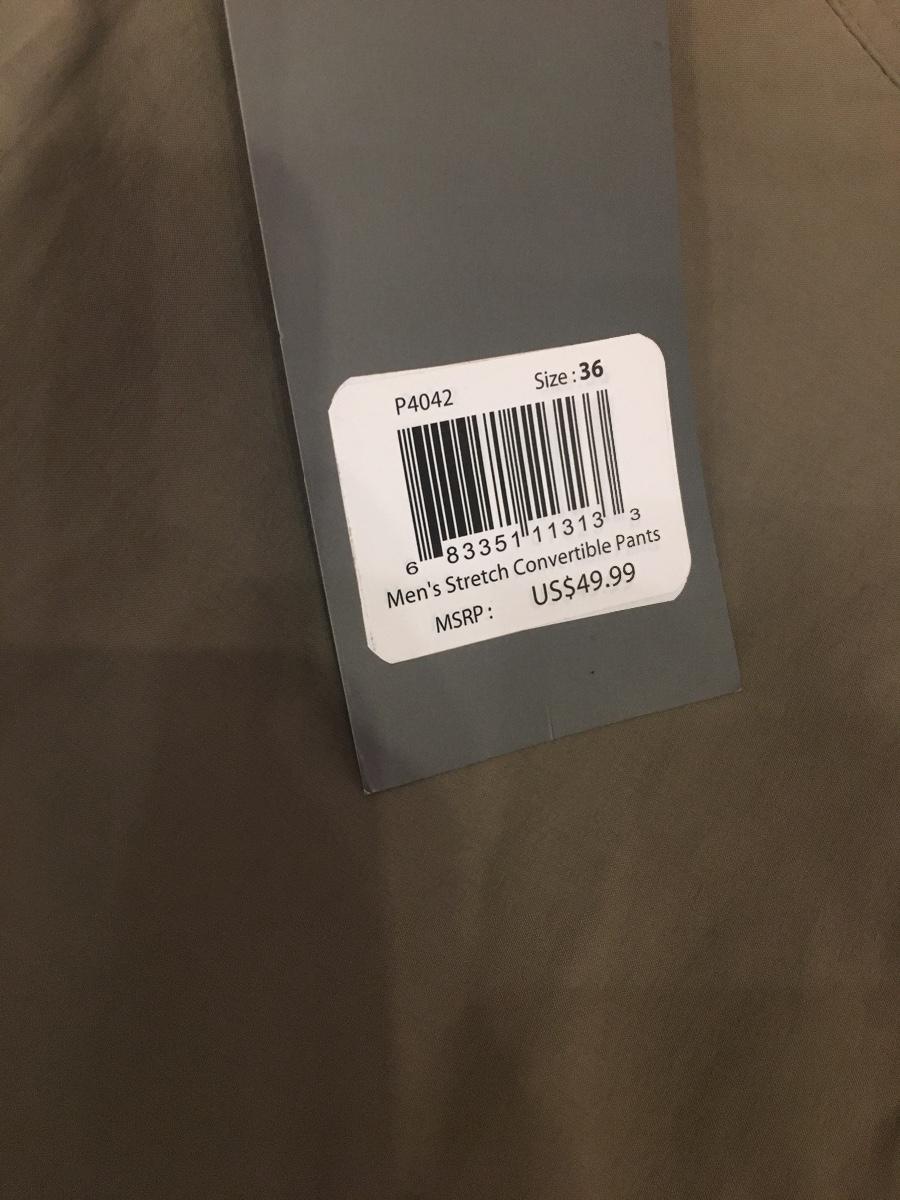 P4042 Size : 36
6 83351 11313 3
Men's Stretch Convertible Pants
MSRP : US$49.99